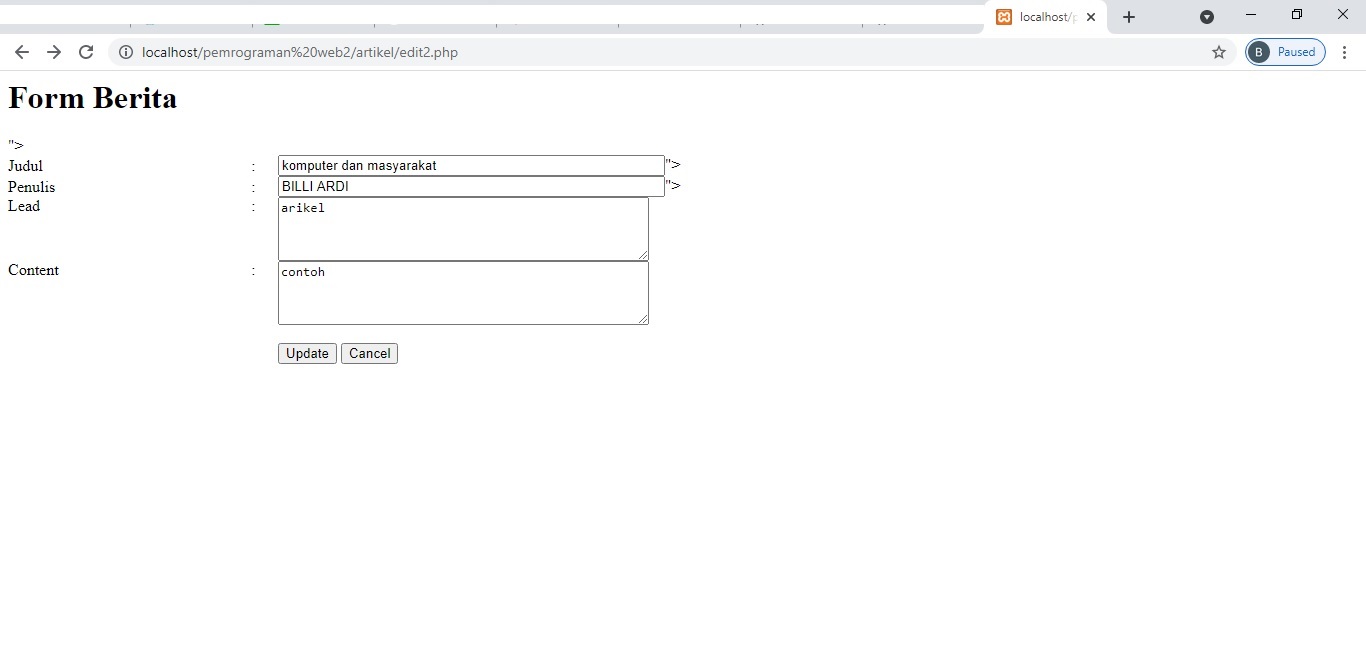 localhost/p
localhost/pemrograman%20web2/artikel/edit2.php
B Paused
Form Berita
">
Judul : komputer dan masyarakat">
Penulis : BILLI ARDI">
Lead : arikel
Content : contoh
Update Cancel